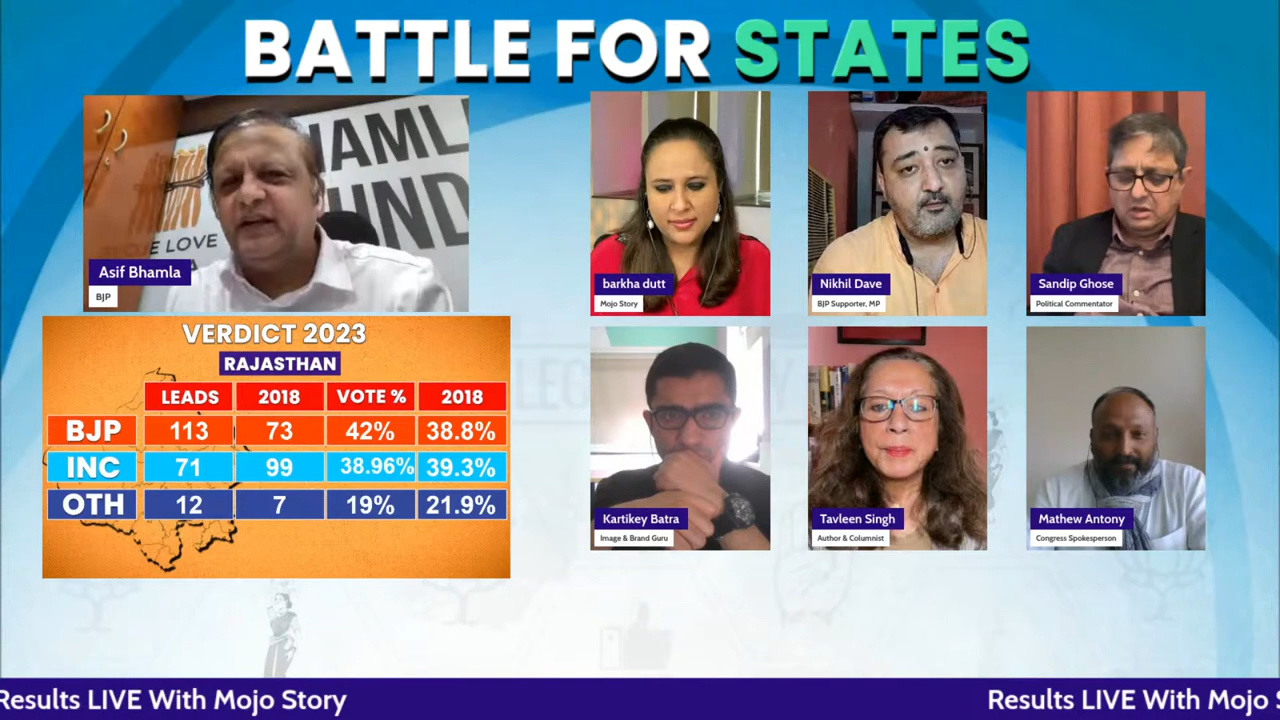 BATTLE FOR STATES
HAML
UND
LOVE
Asif Bhamla
BJP
barkha dutt
Mojo Story
Nikhil Dave
BJP Supporter, MP
Sandip Ghose
Political Commentator
VERDICT 2023
RAJASTHAN
LEADS 2018 VOTE % 2018
BJP 113 73 42% 38.8%
INC 71 99 38.96% 39.3%
OTH 12 7 19% 21.9%
Kartikey Batra
Image & Brand Guru
Tavleen Singh
Author & Columnist
Mathew Antony
Congress Spokesperson
Results LIVE With Mojo Story Results LIVE With Mojo S